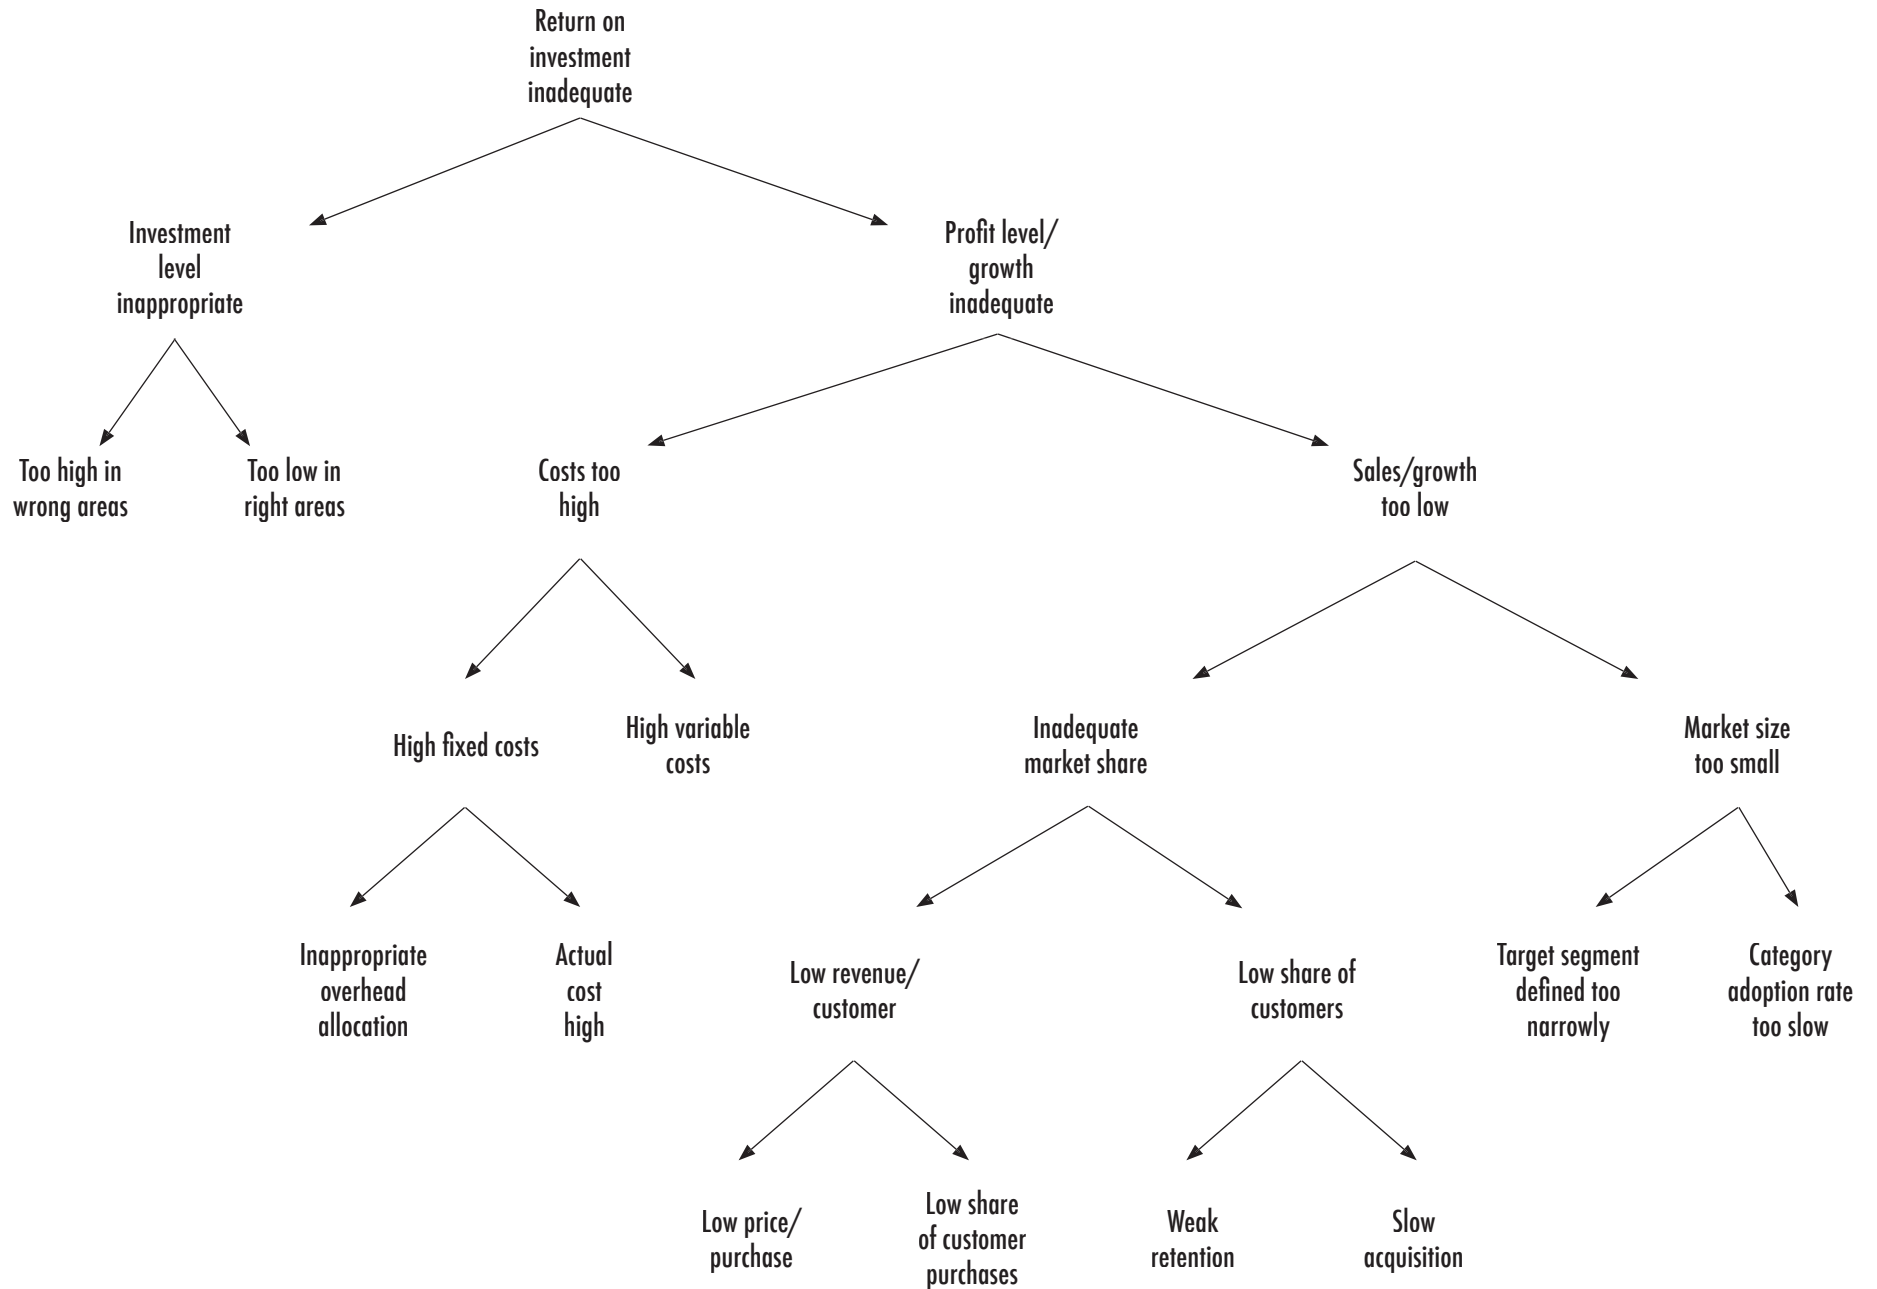 Return on
investment
inadequate
Investment
level
inappropriate
Profit level/
growth
inadequate
Too high in
wrong areas
Too low in
right areas
Costs too
high
Sales/growth
too low
High fixed costs
High variable
costs
Inadequate
market share
Market size
too small
Inappropriate
overhead
allocation
Actual
cost
high
Low revenue/
customer
Low share of
customers
Target segment
defined too
narrowly
Category
adoption rate
too slow
Low price/
purchase
Low share
of customer
purchases
Weak
retention
Slow
acquisition